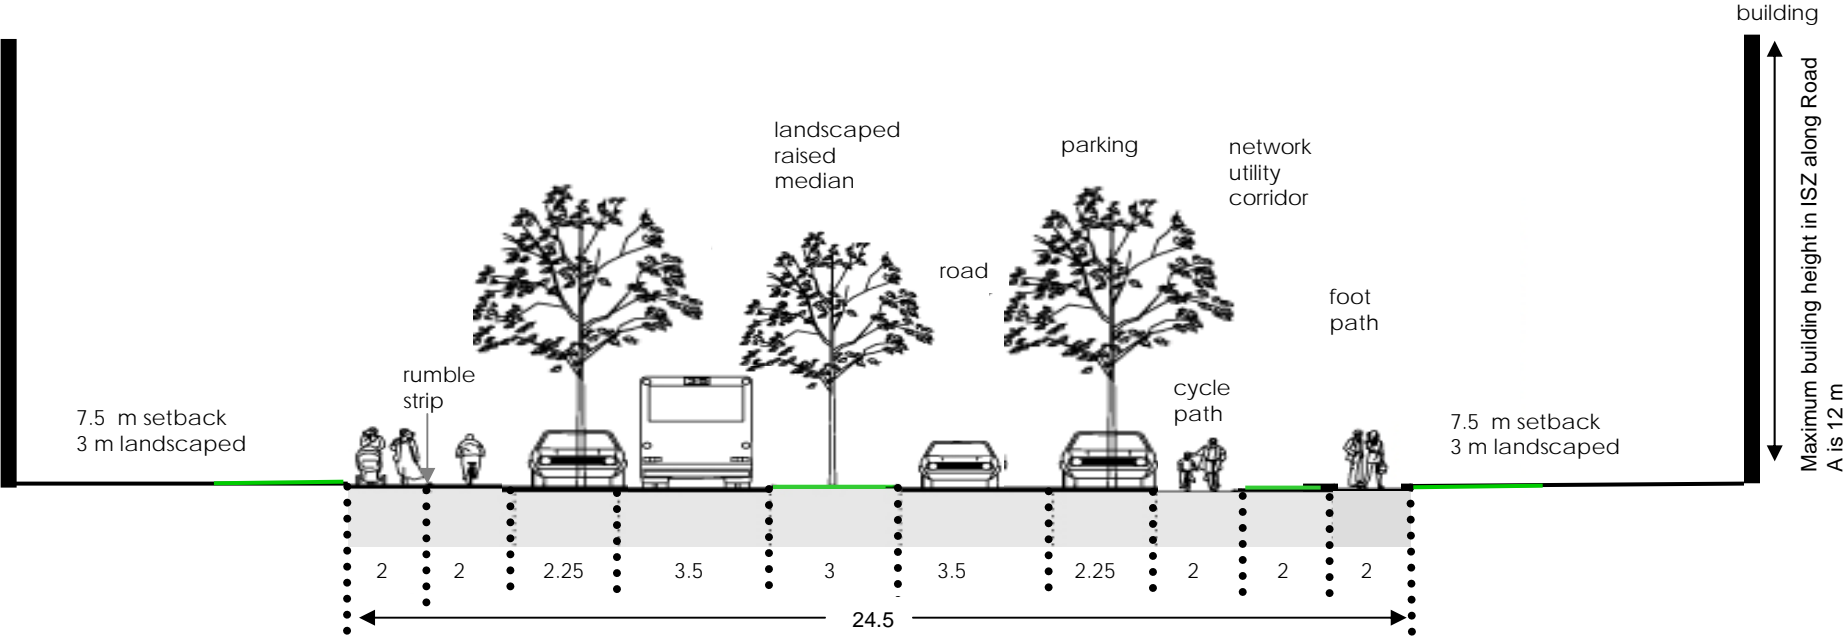 building
landscaped
raised
median
parking
network
utility
corridor
road
foot
path
rumble
strip
cycle
path
7.5 m setback
3 m landscaped
7.5 m setback
3 m landscaped
Maximum building height in ISZ along Road
A is 12 m
2 2 2.25 3.5 3 3.5 2.25 2 2 2
24.5